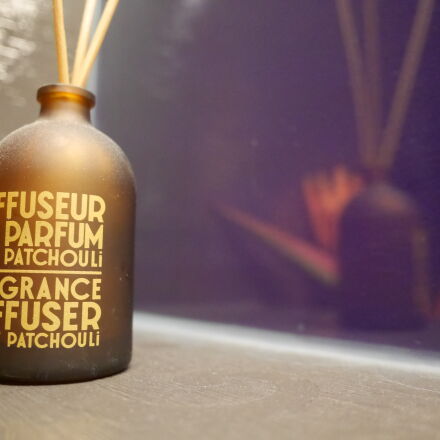 FFUSEUR
PARFUM
PATCHOULi
GRANCE
FFUSER
PATCHOULi